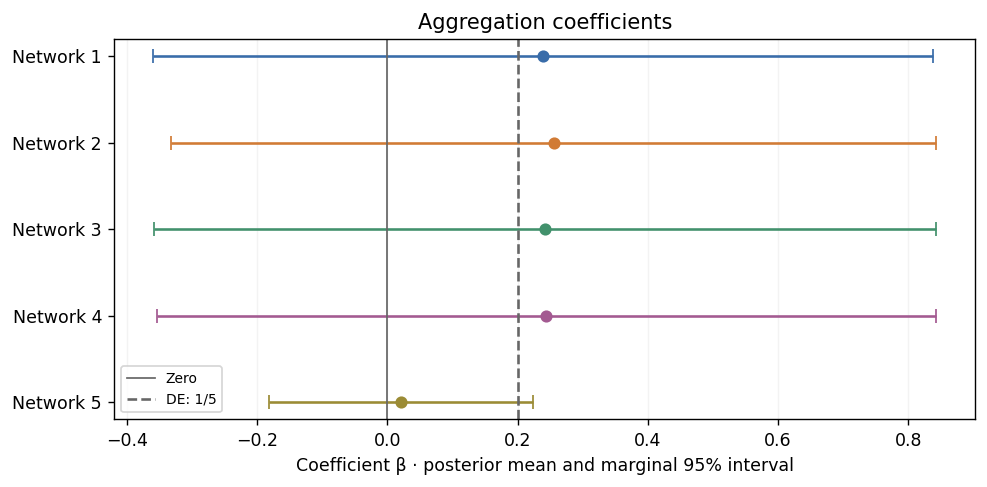 Aggregation coefficients
Network 1
Network 2
Network 3
Network 4
Network 5
Zero
DE: 1/5
−0.4 −0.2 0.0 0.2 0.4 0.6 0.8
Coefficient β · posterior mean and marginal 95% interval